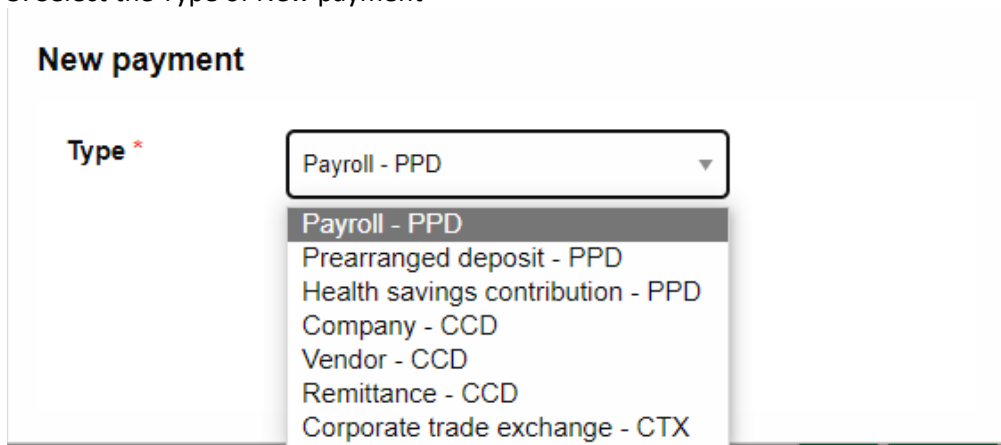 3. Select the Type of New payment
New payment
Type *
Payroll - PPD
Payroll - PPD
Prearranged deposit - PPD
Health savings contribution - PPD
Company - CCD
Vendor - CCD
Remittance - CCD
Corporate trade exchange - CTX